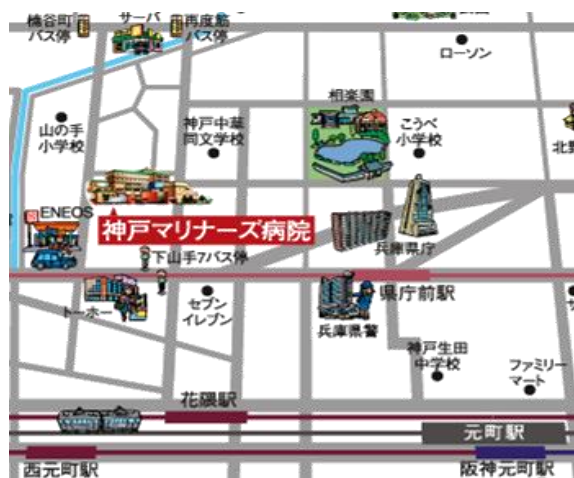 楠谷町
バス停
サーバ
再度筋
バス停
ローソン
相楽園
山の手
小学校
神戸中華
同文学校
こうべ
小学校
北野
ENEOS
神戸マリナーズ病院
兵庫県庁
下山手7バス停
県庁前駅
トーホー
セブン
イレブン
兵庫県警
神戸生田
中学校
ファミリー
マート
花隈駅
元町駅
西元町駅
阪神元町駅